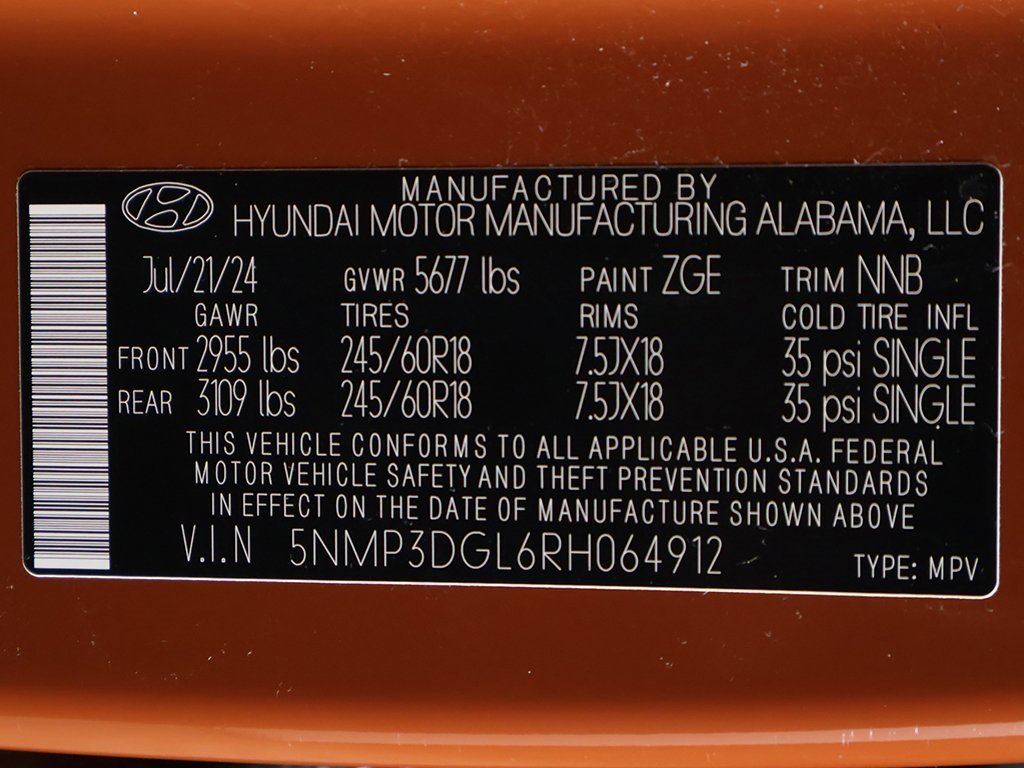 MANUFACTURED BY
HYUNDAI MOTOR MANUFACTURING ALABAMA, LLC
Jul/21/24 GVWR 5677 lbs PAINT ZGE TRIM NNB
GAWR TIRES RIMS COLD TIRE INFL
FRONT 2955 lbs 245/60R18 7.5JX18 35 psi SINGLE
REAR 3109 lbs 245/60R18 7.5JX18 35 psi SINGLE
THIS VEHICLE CONFORMS TO ALL APPLICABLE U.S.A. FEDERAL
MOTOR VEHICLE SAFETY AND THEFT PREVENTION STANDARDS
IN EFFECT ON THE DATE OF MANUFACTURE SHOWN ABOVE
V.I.N 5NMP3DGL6RH064912 TYPE: MPV